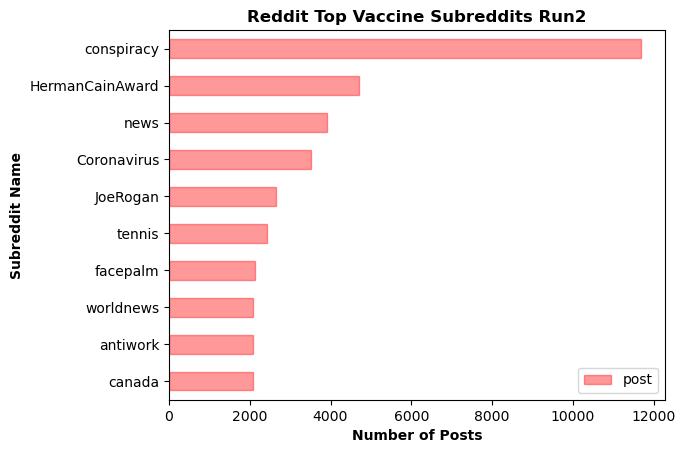 Reddit Top Vaccine Subreddits Run2
conspiracy
HermanCainAward
news
Coronavirus
JoeRogan
tennis
facepalm
worldnews
antiwork
canada
Subreddit Name
post
0 2000 4000 6000 8000 10000 12000
Number of Posts